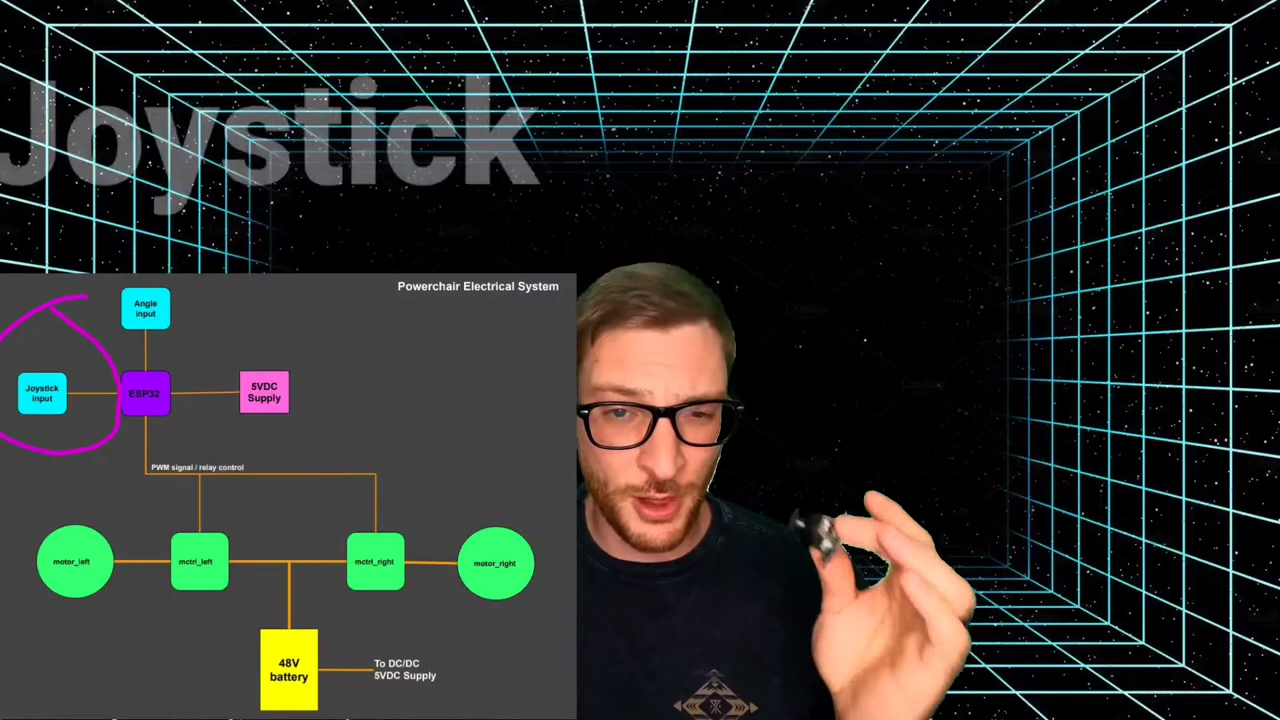 Joystick
Powerchair Electrical System
Angle
input
Joystick
input
ESP32
5VDC
Supply
PWM signal / relay control
motor_left
mctrl_left
mctrl_right
motor_right
48V
battery
To DC/DC
5VDC Supply